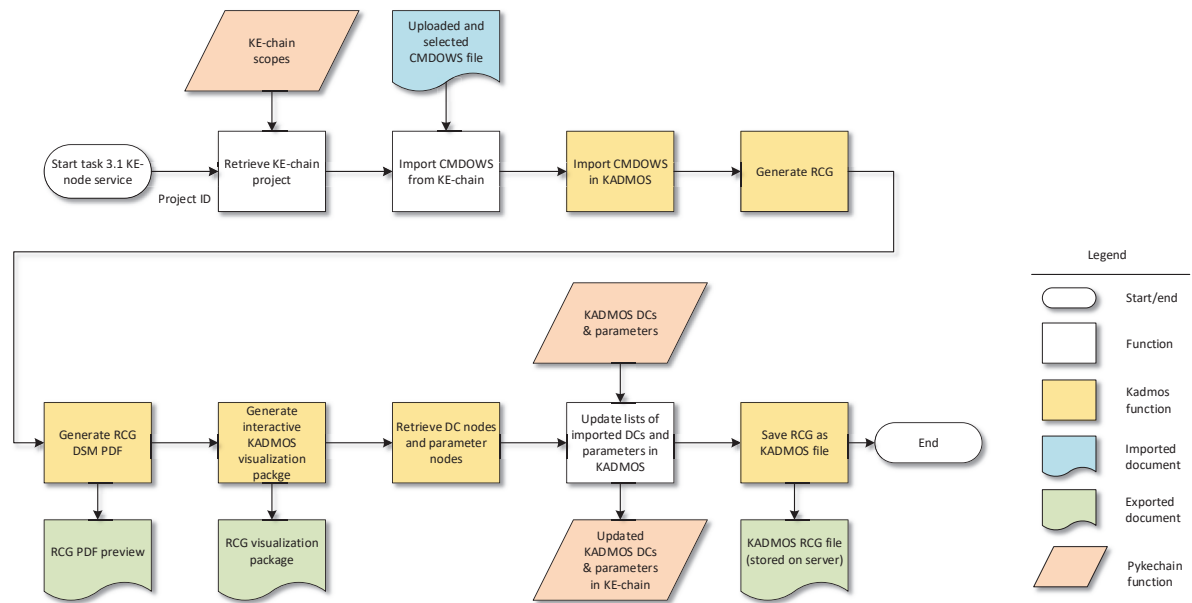 KE-chain
scopes
Uploaded and
selected
CMDOWS file
Start task 3.1 KE-
node service
Project ID
Retrieve KE-chain
project
Import CMDOWS
from KE-chain
Import CMDOWS
in KADMOS
Generate RCG
KADMOS DCs
& parameters
Generate RCG
DSM PDF
Generate
interactive
KADMOS
visualization
packge
Retrieve DC nodes
and parameter
nodes
Update lists of
imported DCs and
parameters in
KADMOS
Save RCG as
KADMOS file
End
RCG PDF preview
RCG visualization
package
Updated
KADMOS DCs
& parameters
in KE-chain
KADMOS RCG file
(stored on server)
Legend
Start/end
Function
Kadmos
function
Imported
document
Exported
document
Pykechain
function